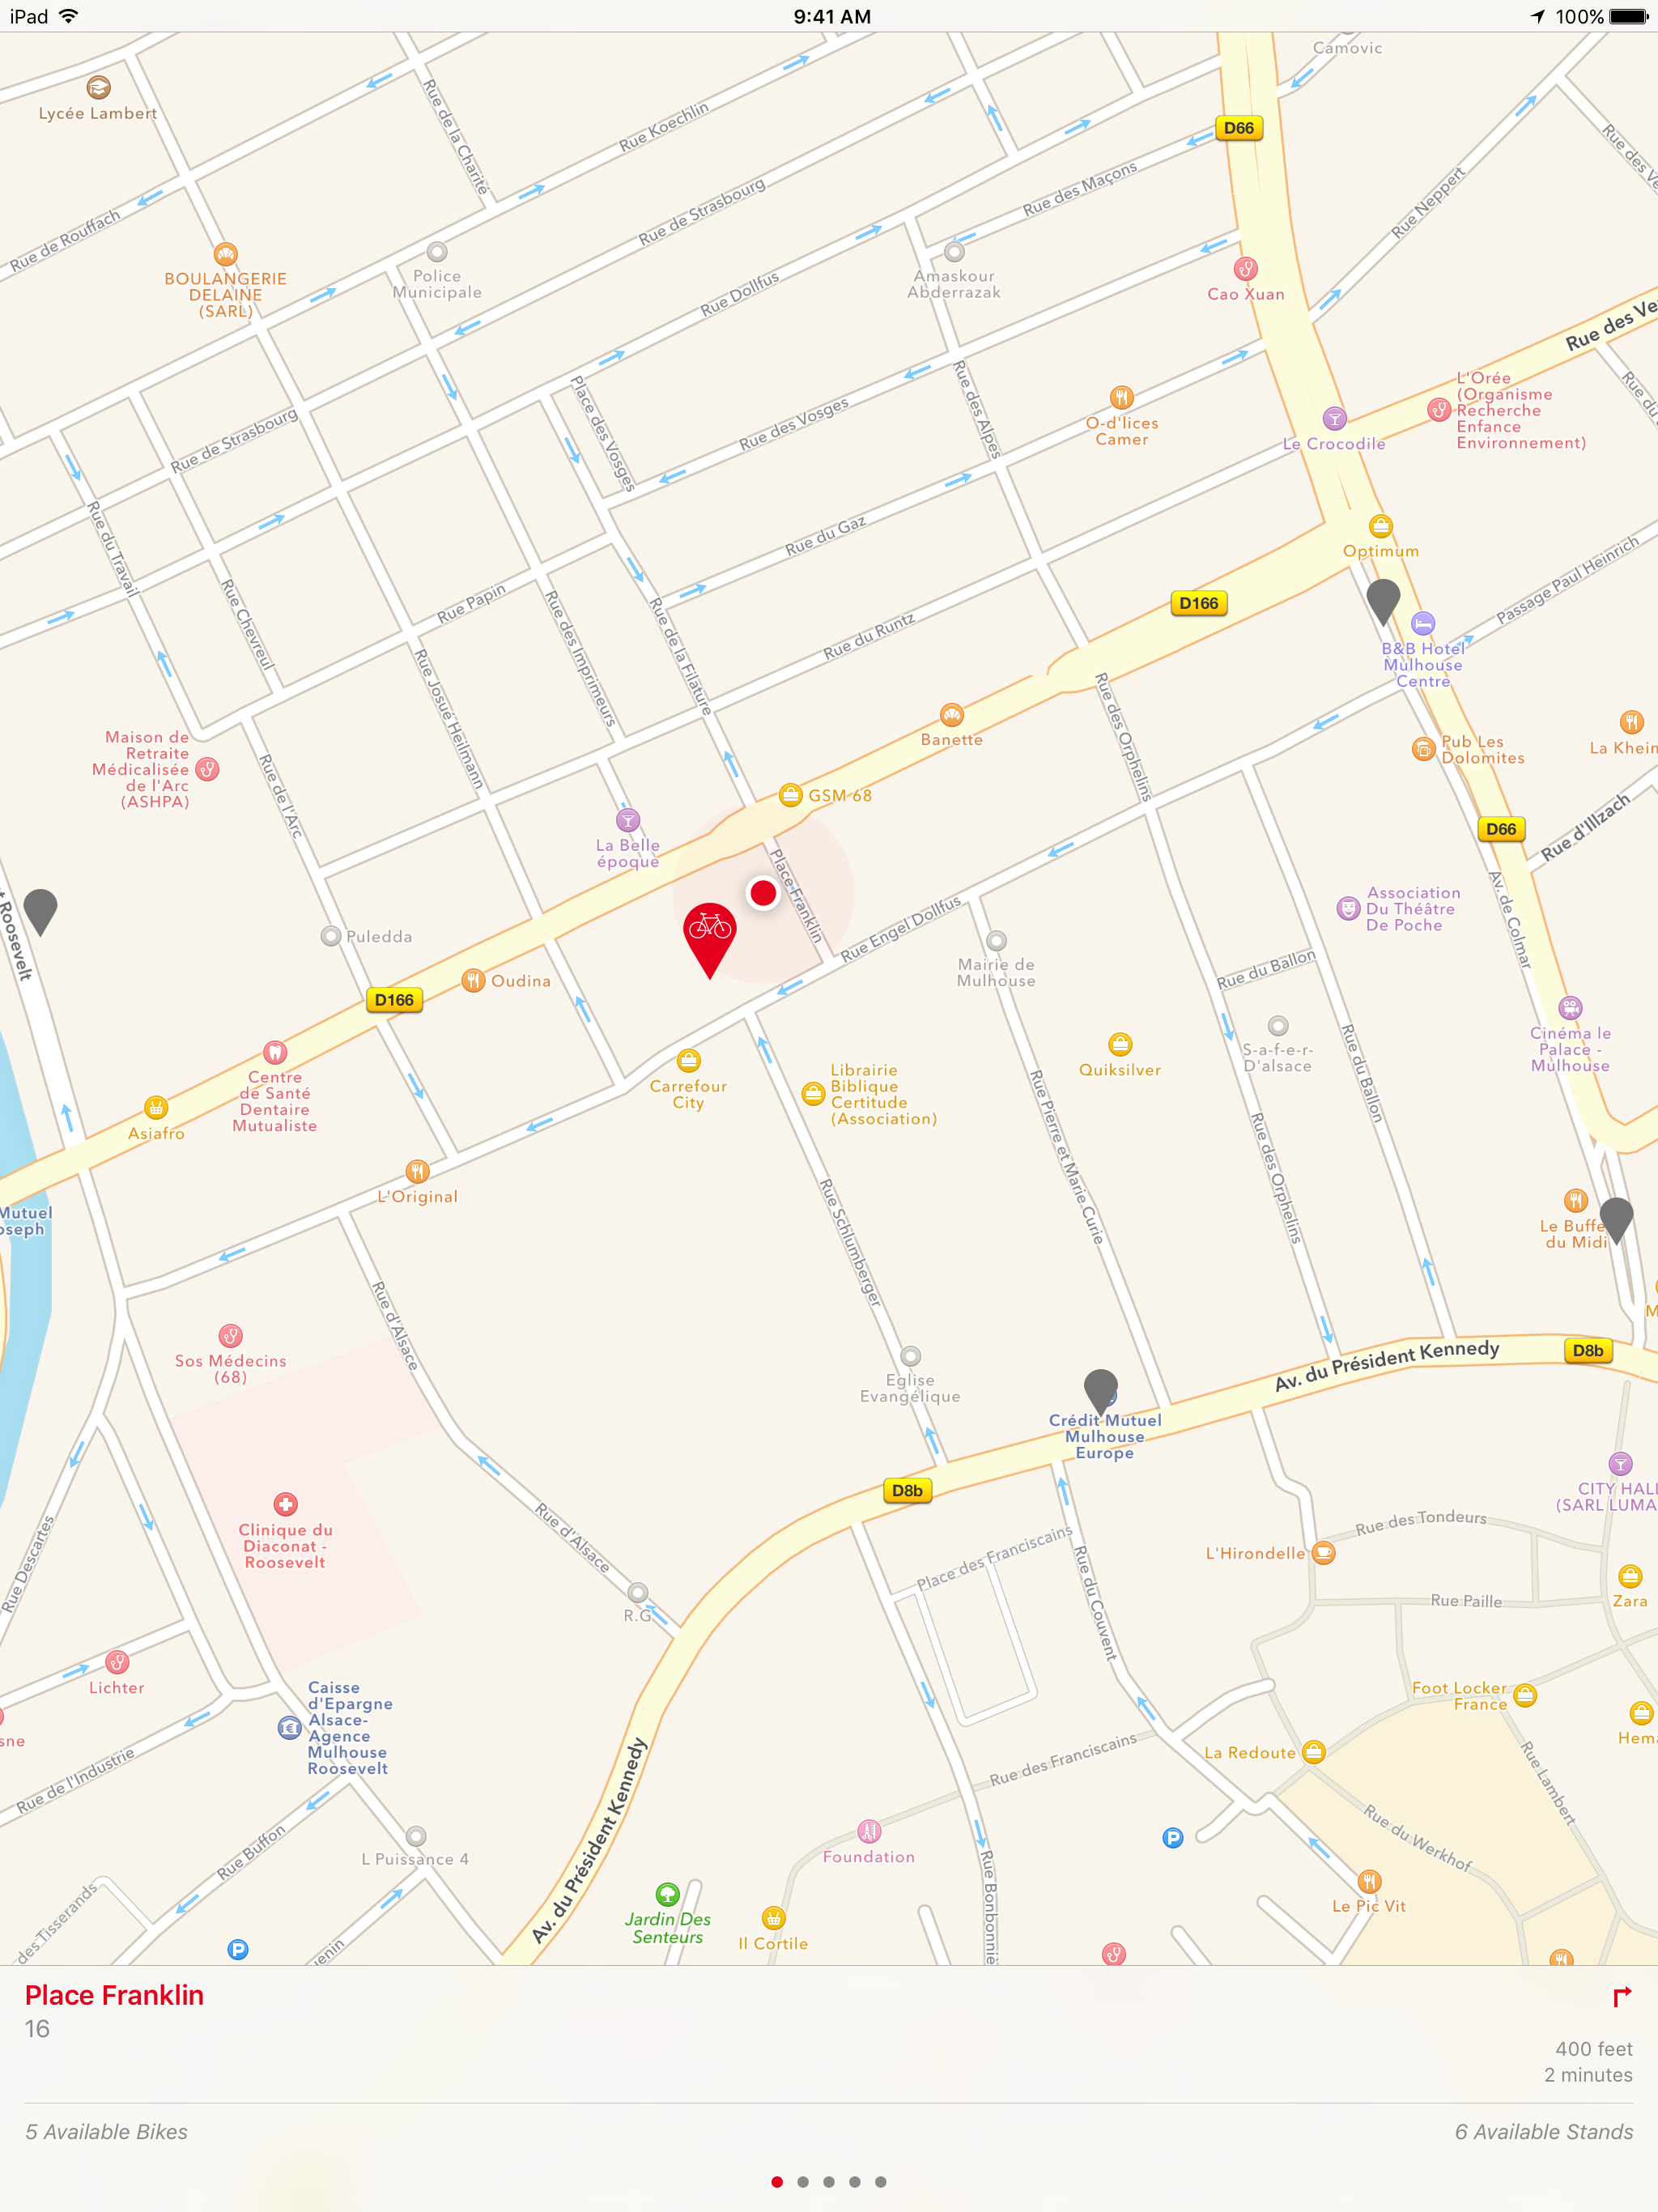 iPad
9:41 AM
100%
Camovic
Lycée Lambert
Rue de la Charité
Rue Koechlin
D66
Rue de Rouffach
Rue de Strasbourg
Rue des Maçons
Rue Neppert
BOULANGERIE
DELAINE
(SARL)
Police
Municipale
Rue Dollfus
Amaskour
Abderrazak
Cao Xuan
Rue des Ve
Rue de Strasbourg
Place des Vosges
Rue des Vosges
Rue des Alpes
O-d'lices
Camer
Le Crocodile
L'Orée
(Organisme
Recherche
Enfance
Environnement)
Rue du Travail
Rue Chevreul
Rue Papin
Rue des Imprimeurs
Rue du Gaz
Optimum
Passage Paul Heinrich
D166
Rue Josué Heilmann
Rue de la Filature
Rue du Runtz
B&B Hotel
Mulhouse
Centre
Maison de
Retraite
Médicalisée
de l'Arc
(ASHPA)
Rue de l'Arc
Banette
Rue des Orphelins
Pub Les
Dolomites
La Khein
GSM 68
La Belle
époque
D66
Rue d'Illzach
t Roosevelt
Place Franklin
Rue Engel Dollfus
Association
Du Théâtre
De Poche
Av. de Colmar
Puledda
Oudina
D166
Mairie de
Mulhouse
Rue du Ballon
Centre
de Santé
Dentaire
Mutualiste
Asiafro
Carrefour
City
Librairie
Biblique
Certitude
(Association)
Quiksilver
S-a-f-e-r-
D'alsace
Rue du Ballon
Cinéma le
Palace -
Mulhouse
Mutuel
oseph
L'Original
Rue Schlumberger
Rue Pierre et Marie Curie
Rue des Orphelins
Le Buffe
du Midi
Rue d'Alsace
Sos Médecins
(68)
Eglise
Evangélique
Crédit Mutuel
Mulhouse
Europe
Av. du Président Kennedy
D8b
D8b
CITY HALL
(SARL LUMA
Clinique du
Diaconat -
Roosevelt
Rue Descartes
Rue d'Alsace
R.G
Place des Franciscains
Rue du Couvent
L'Hirondelle
Rue des Tondeurs
Rue Paille
Zara
Lichter
sne
Caisse
d'Epargne
Alsace-
Agence
Mulhouse
Roosevelt
Rue de l'Industrie
Foot Locker
France
Hema
La Redoute
Rue des Franciscains
Rue Lambert
Rue du Werkhof
Av. du Président Kennedy
Rue Buffon
L Puissance 4
Foundation
P
Le Pic Vit
des Tisserands
P
uenin
Jardin Des
Senteurs
Il Cortile
Rue Bonbonniè
Place Franklin
16
400 feet
2 minutes
5 Available Bikes
6 Available Stands